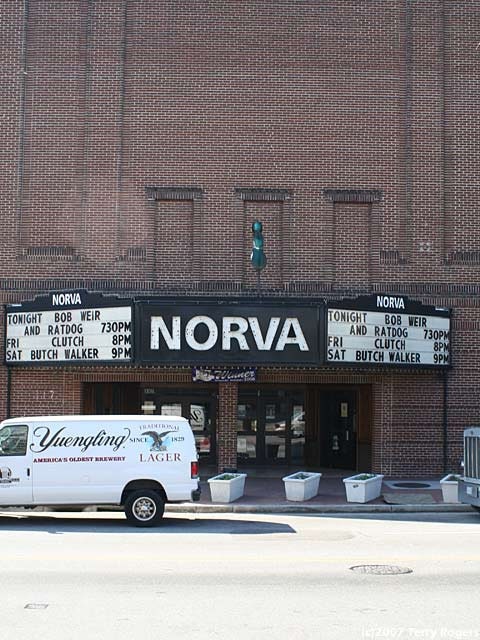 NORVA
TONIGHT BOB WEIR
AND RATDOG 730PM
FRI CLUTCH 8PM
SAT BUTCH WALKER 9PM
NORVA
NORVA
TONIGHT BOB WEIR
AND RATDOG 730PM
FRI CLUTCH 8PM
SAT BUTCH WALKER 9PM
Winner
Yuengling
AMERICA'S OLDEST BREWERY
TRADITIONAL
SINCE 1829
LAGER
(c)2007 Terry Rogers